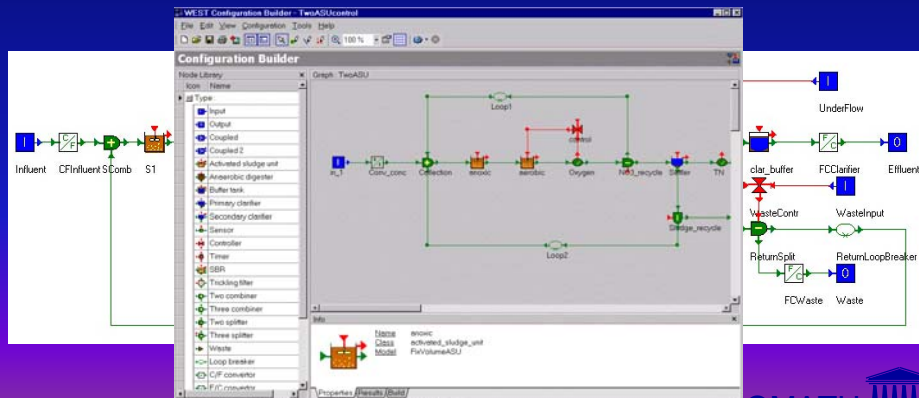 WEST Configuration Builder - TwoASUcontrol
File Edit View Configuration Tools Help
100 %
Configuration Builder
Node Library
Graph : TwoASU
Icon Name
Type:
Input
Output
Coupled
Coupled 2
Activated sludge unit
Anaerobic digester
Buffer tank
Primary clarifier
Secondary clarifier
Sensor
Controller
Timer
SBR
Trickling filter
Two combiner
Three combiner
Two splitter
Three splitter
Waste
Loop breaker
C/F convertor
F/C convertor
Loop1
control
in_1 Conv_conc Collection anoxic aerobic Oxygen NO3_recycle Settler TN
Sludge_recycle
Loop2
Info
Name anoxic
Class activated_sludge_unit
Model FixVolumeASU
Properties Results Build
I C/F
Influent CFInfluent SComb S1
I
UnderFlow
F/C O
clar_buffer FCClarifier Effluent
I
WasteContr WasteInput
ReturnSplit ReturnLoopBreaker
F/C O
FCWaste Waste